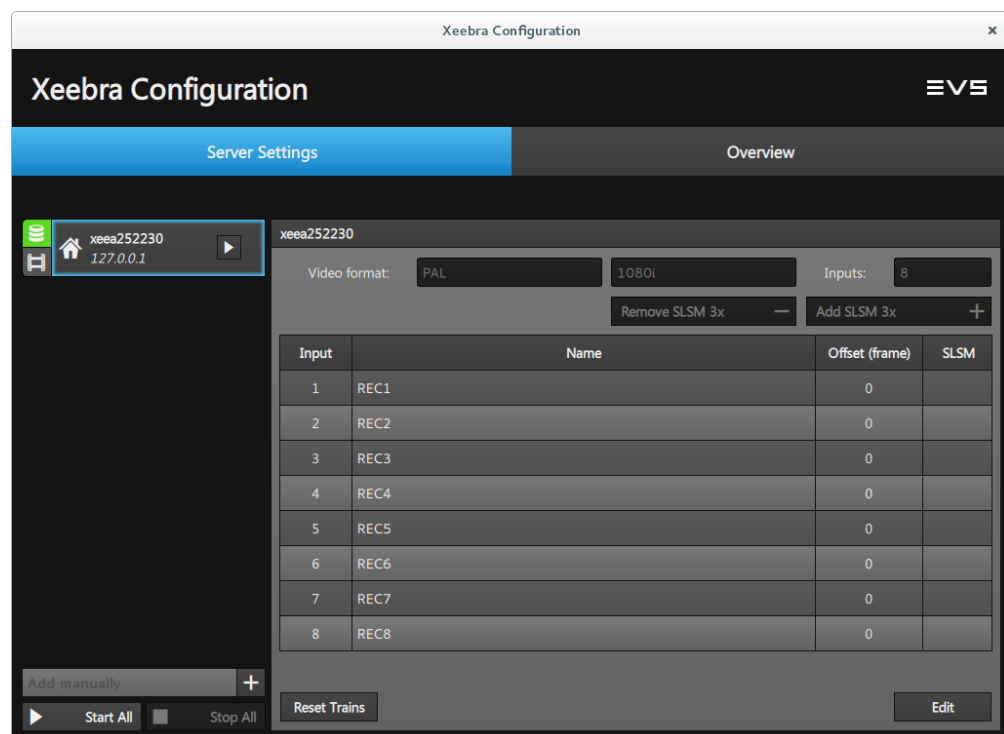 Xeebra Configuration ×
Xeebra Configuration EVS
Server Settings Overview
xeea252230
127.0.0.1
xeea252230
Video format: PAL 1080i Inputs: 8
Remove SLSM 3x − Add SLSM 3x +
Input Name Offset (frame) SLSM
1 REC1 0
2 REC2 0
3 REC3 0
4 REC4 0
5 REC5 0
6 REC6 0
7 REC7 0
8 REC8 0
Add manually +
Start All Stop All
Reset Trains Edit